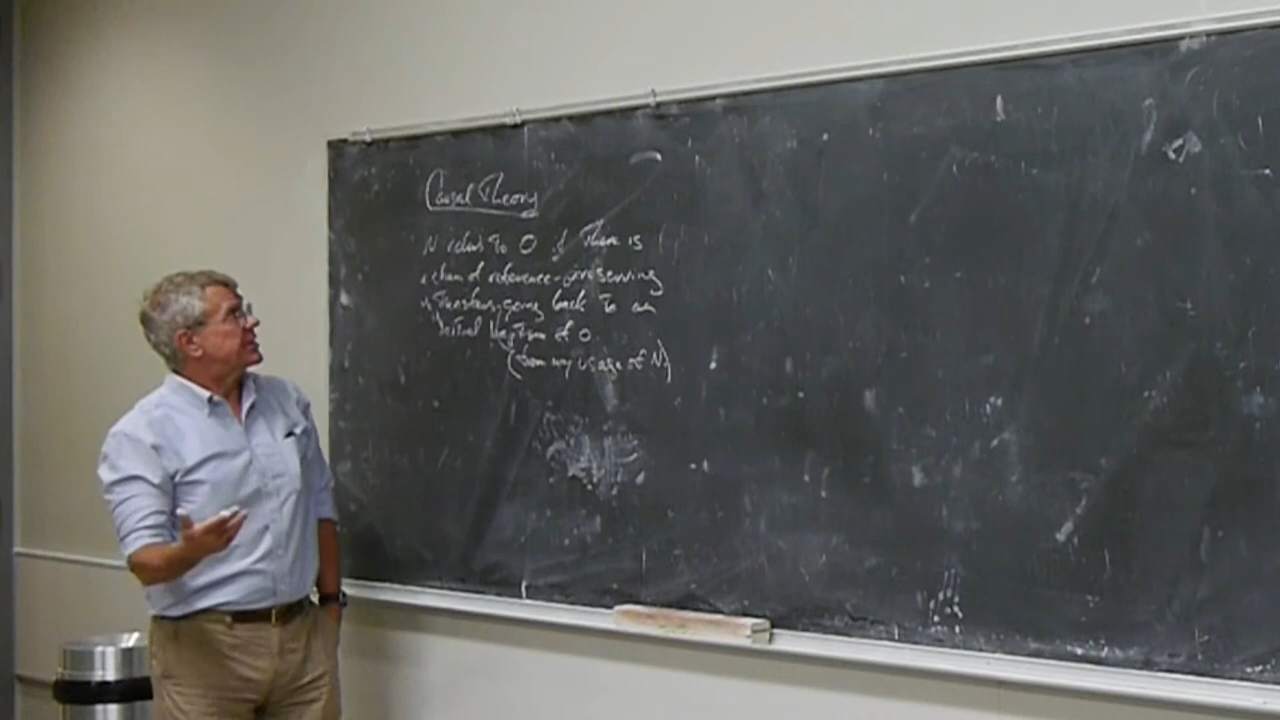 Causal Theory
N refers to O if there is
a chain of reference-preserving
transfers, going back to an
initial baptism of O
(from my usage of N)